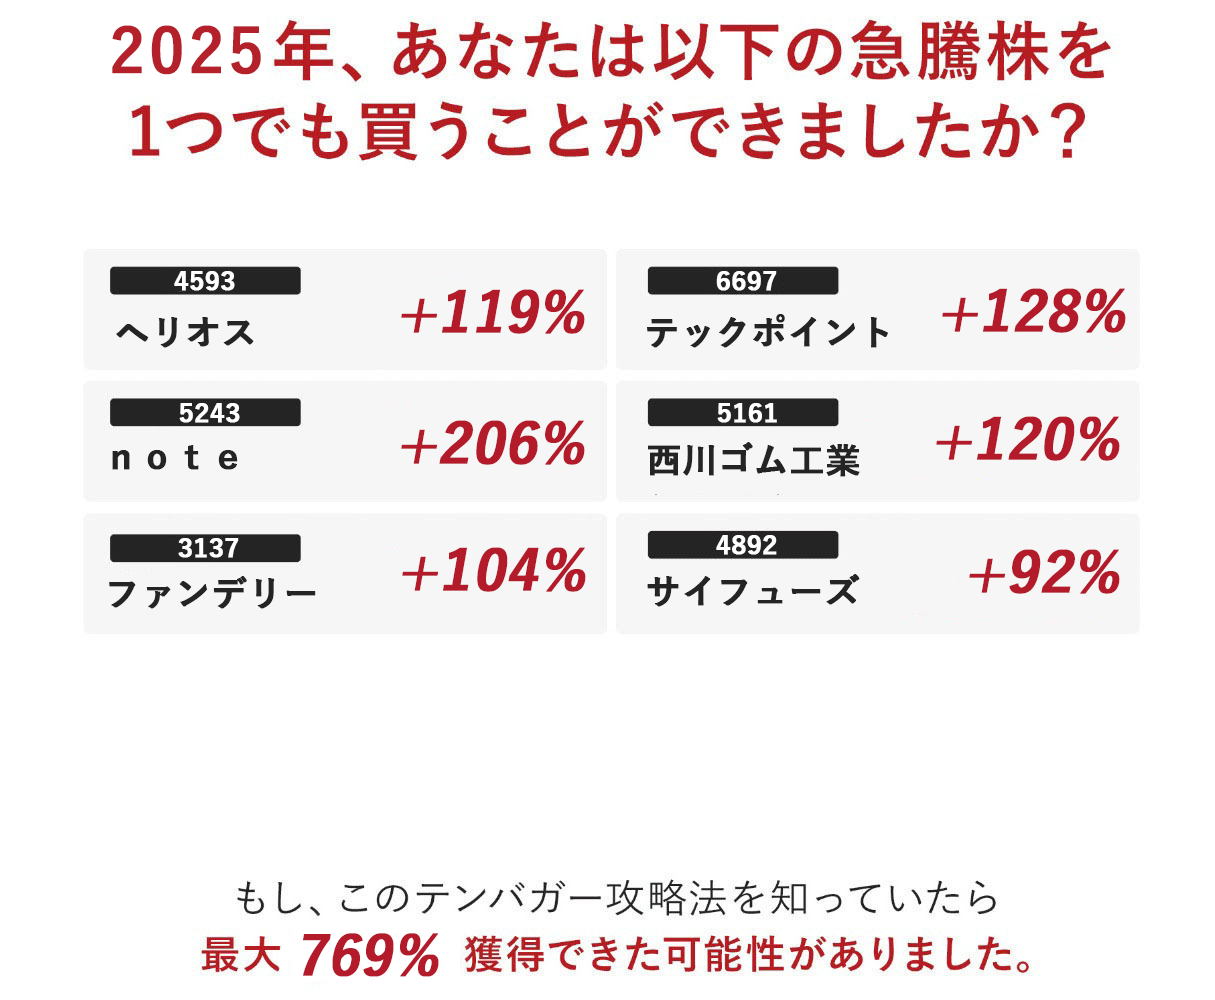 2025年、あなたは以下の急騰株を
1つでも買うことができましたか?
4593
ヘリオス
+119%
6697
テックポイント
+128%
5243
ｎｏｔｅ
+206%
5161
西川ゴム工業
+120%
3137
ファンデリー
+104%
4892
サイフューズ
+92%
もし、このテンバガー攻略法を知っていたら
最大 769% 獲得できた可能性がありました。